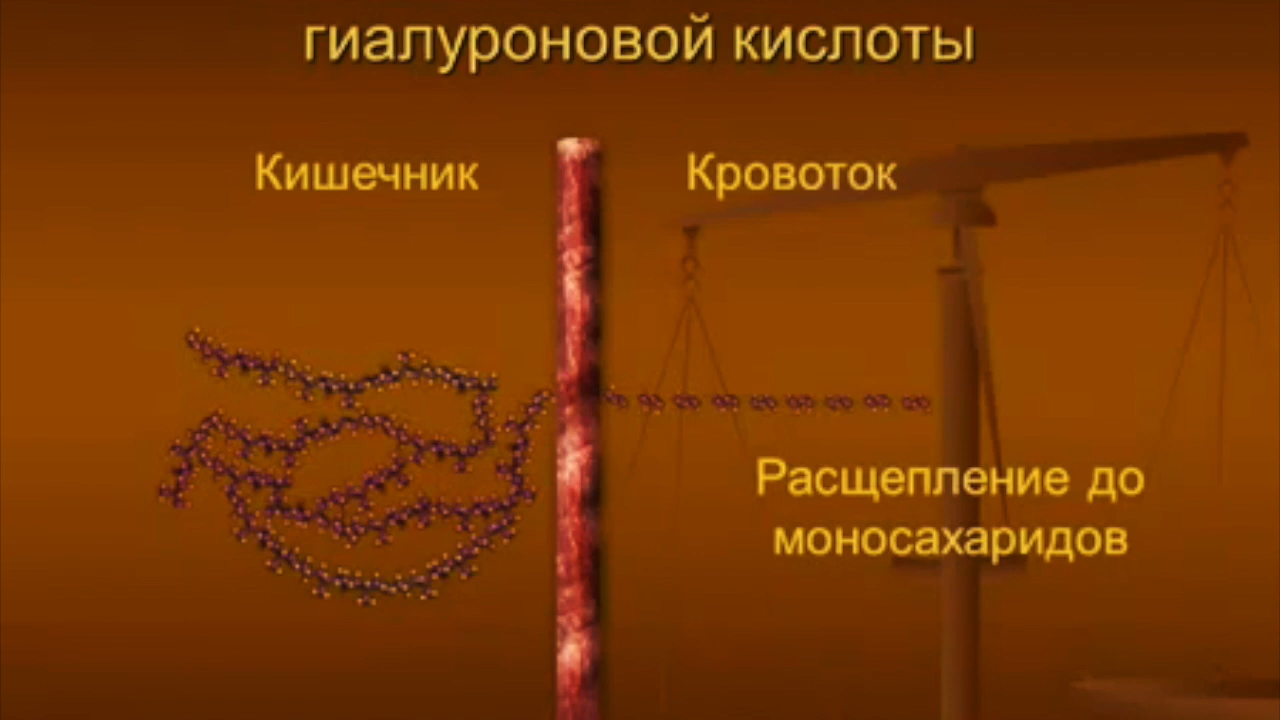 гиалуроновой кислоты
Кишечник
Кровоток
Расщепление до
моносахаридов